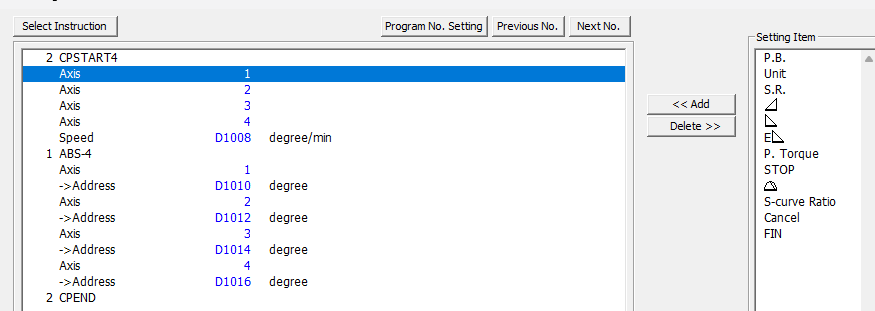 Select Instruction
Program No. Setting
Previous No.
Next No.
2 CPSTART4
Axis 1
Axis 2
Axis 3
Axis 4
Speed D1008 degree/min
1 ABS-4
Axis 1
->Address D1010 degree
Axis 2
->Address D1012 degree
Axis 3
->Address D1014 degree
Axis 4
->Address D1016 degree
2 CPEND
<< Add
Delete >>
Setting Item
P.B.
Unit
S.R.
E
P. Torque
STOP
S-curve Ratio
Cancel
FIN